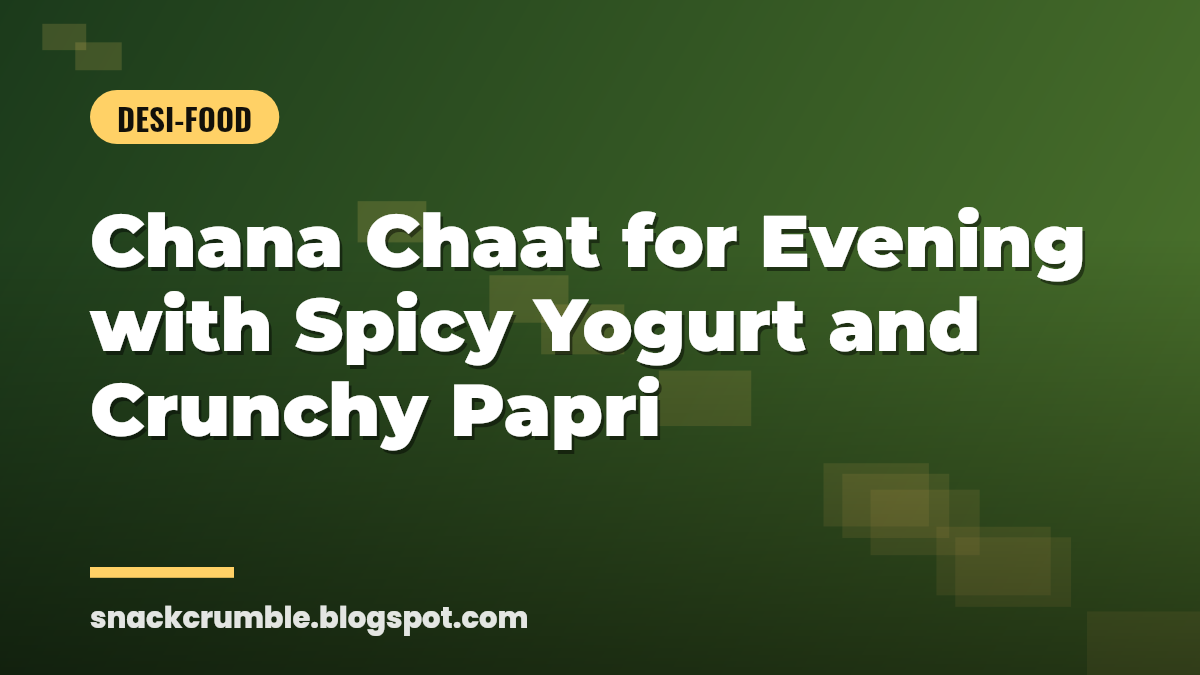 DESI-FOOD
Chana Chaat for Evening
with Spicy Yogurt and
Crunchy Papri
snackcrumble.blogspot.com